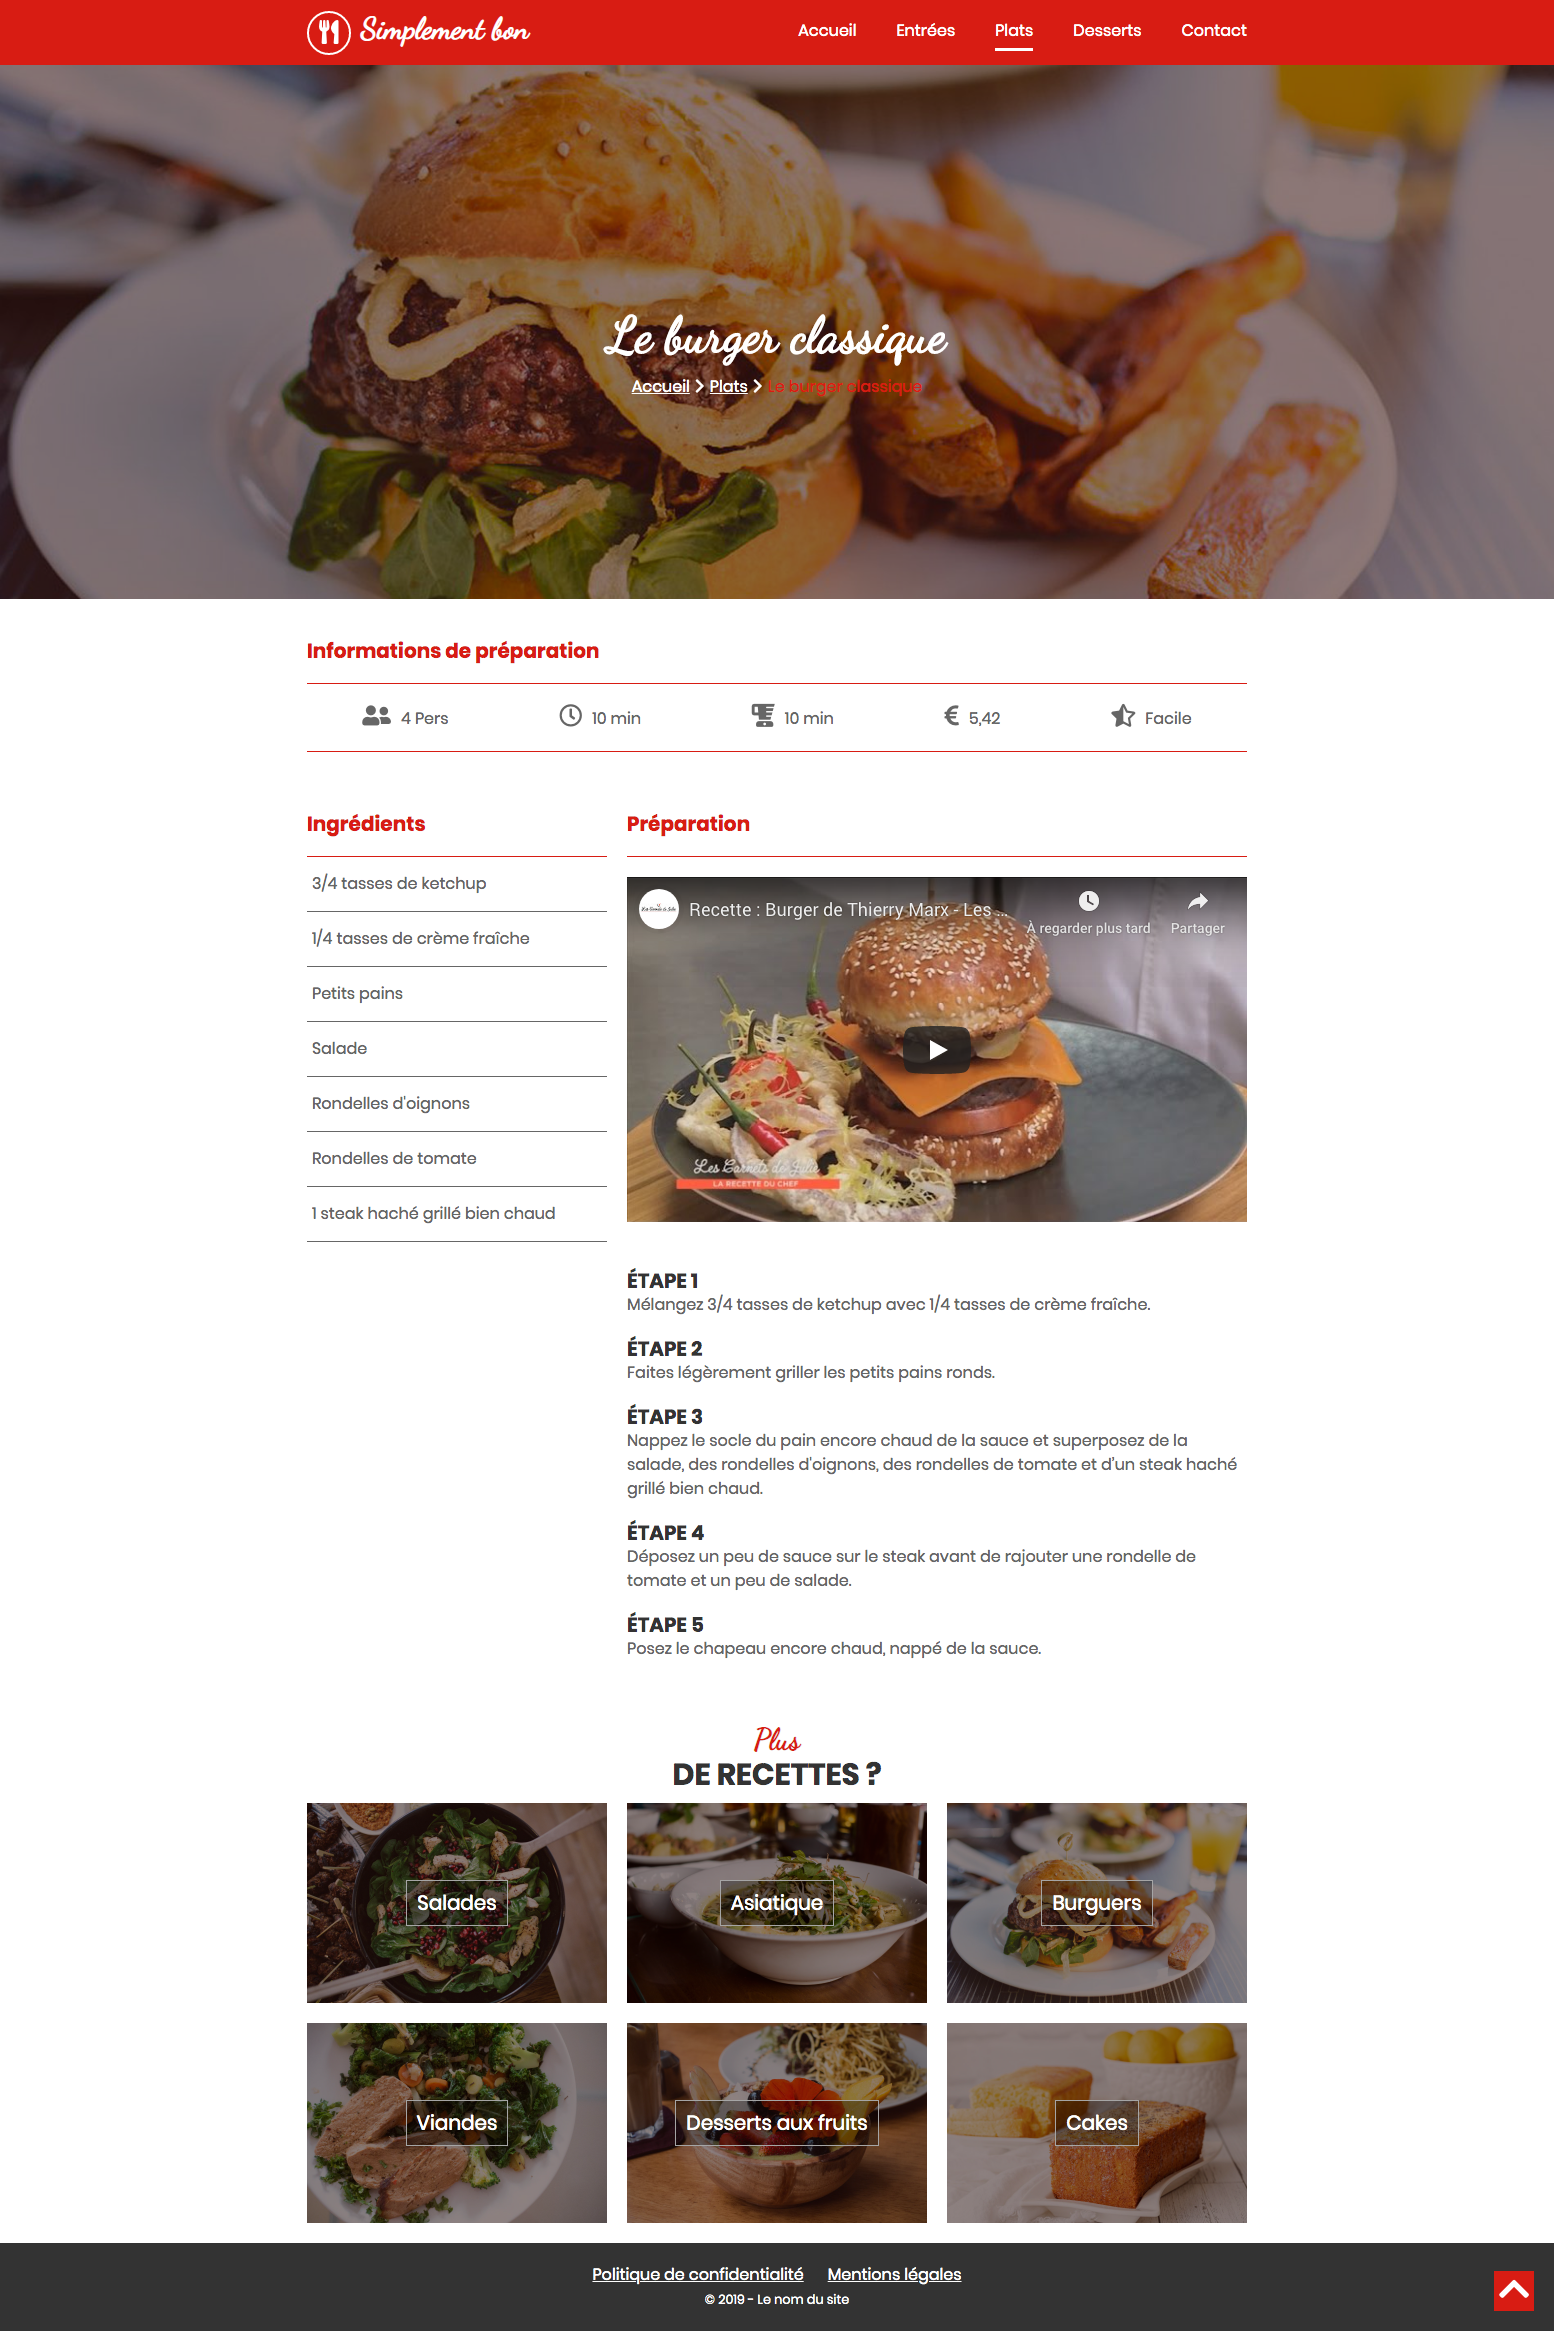 Simplement bon
Accueil Entrées Plats Desserts Contact
Le burger classique
Accueil > Plats > Le burger classique
Informations de préparation
4 Pers 10 min 10 min € 5,42 Facile
Ingrédients
3/4 tasses de ketchup
1/4 tasses de crème fraîche
Petits pains
Salade
Rondelles d'oignons
Rondelles de tomate
1 steak haché grillé bien chaud
Préparation
Recette : Burger de Thierry Marx - Les ...
À regarder plus tard Partager
Les Carnets de Julie
LA RECETTE DU CHEF
ÉTAPE 1
Mélangez 3/4 tasses de ketchup avec 1/4 tasses de crème fraîche.
ÉTAPE 2
Faites légèrement griller les petits pains ronds.
ÉTAPE 3
Nappez le socle du pain encore chaud de la sauce et superposez de la
salade, des rondelles d'oignons, des rondelles de tomate et d'un steak haché
grillé bien chaud.
ÉTAPE 4
Déposez un peu de sauce sur le steak avant de rajouter une rondelle de
tomate et un peu de salade.
ÉTAPE 5
Posez le chapeau encore chaud, nappé de la sauce.
Plus
DE RECETTES ?
Salades
Asiatique
Burguers
Viandes
Desserts aux fruits
Cakes
Politique de confidentialité Mentions légales
© 2019 - Le nom du site